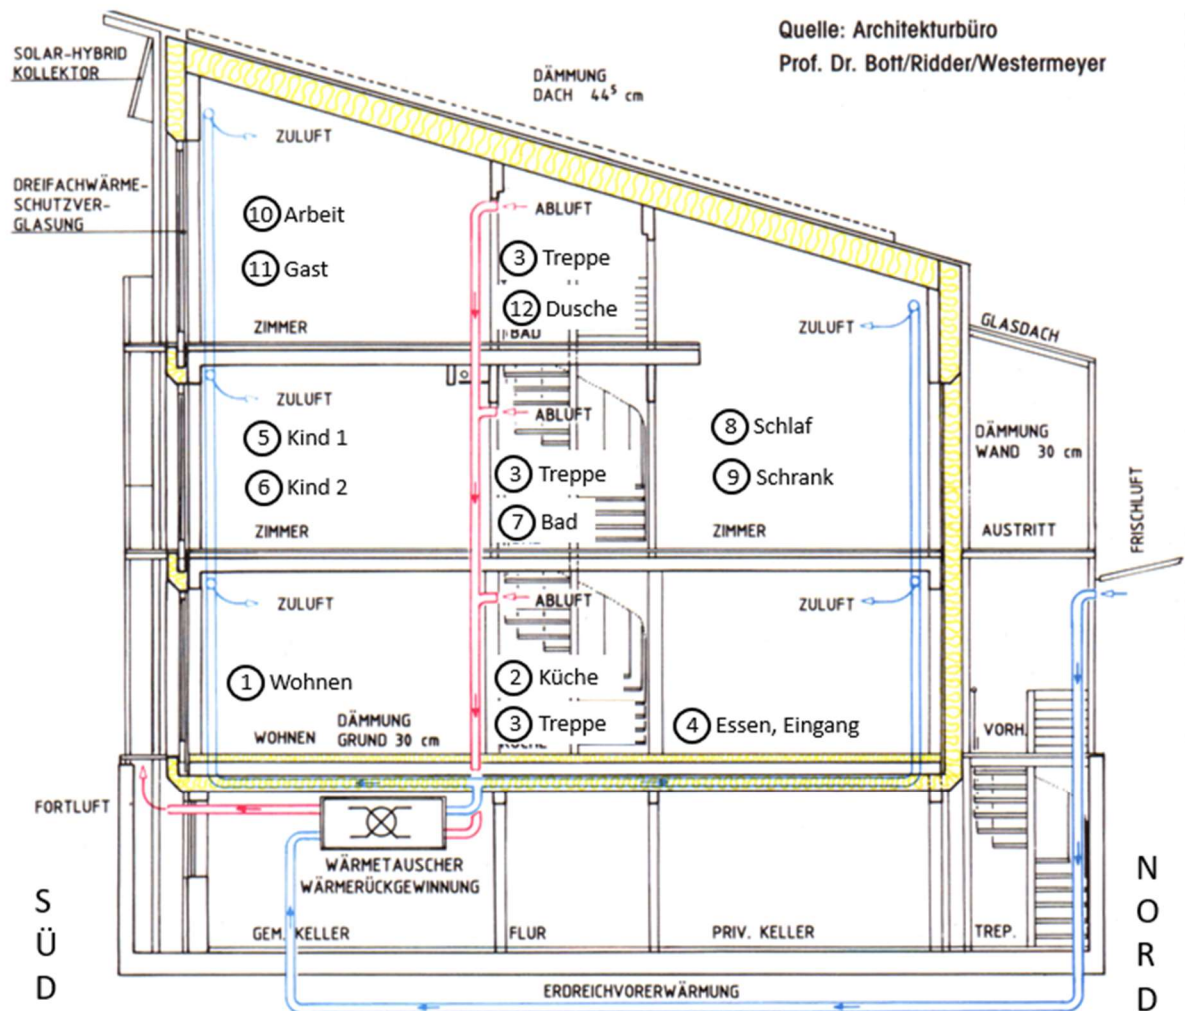 Quelle: Architekturbüro
Prof. Dr. Bott/Ridder/Westermeyer
SOLAR-HYBRID
KOLLEKTOR
DÄMMUNG
DACH 44⁵ cm
ZULUFT
DREIFACHWÄRME-
SCHUTZVER-
GLASUNG
10 Arbeit
11 Gast
ZIMMER
ABLUFT
3 Treppe
12 Dusche
BAD
ZULUFT
GLASDACH
ZULUFT
5 Kind 1
6 Kind 2
ZIMMER
ABLUFT
3 Treppe
7 Bad
8 Schlaf
9 Schrank
ZIMMER
DÄMMUNG
WAND 30 cm
AUSTRITT
FRISCHLUFT
ZULUFT
1 Wohnen
WOHNEN
DÄMMUNG
GRUND 30 cm
ABLUFT
2 Küche
3 Treppe
ZULUFT
4 Essen, Eingang
VORH.
FORTLUFT
WÄRMETAUSCHER
WÄRMERÜCKGEWINNUNG
GEM. KELLER
FLUR
PRIV. KELLER
TREP.
ERDREICHVORERWÄRMUNG
SÜD
NORD